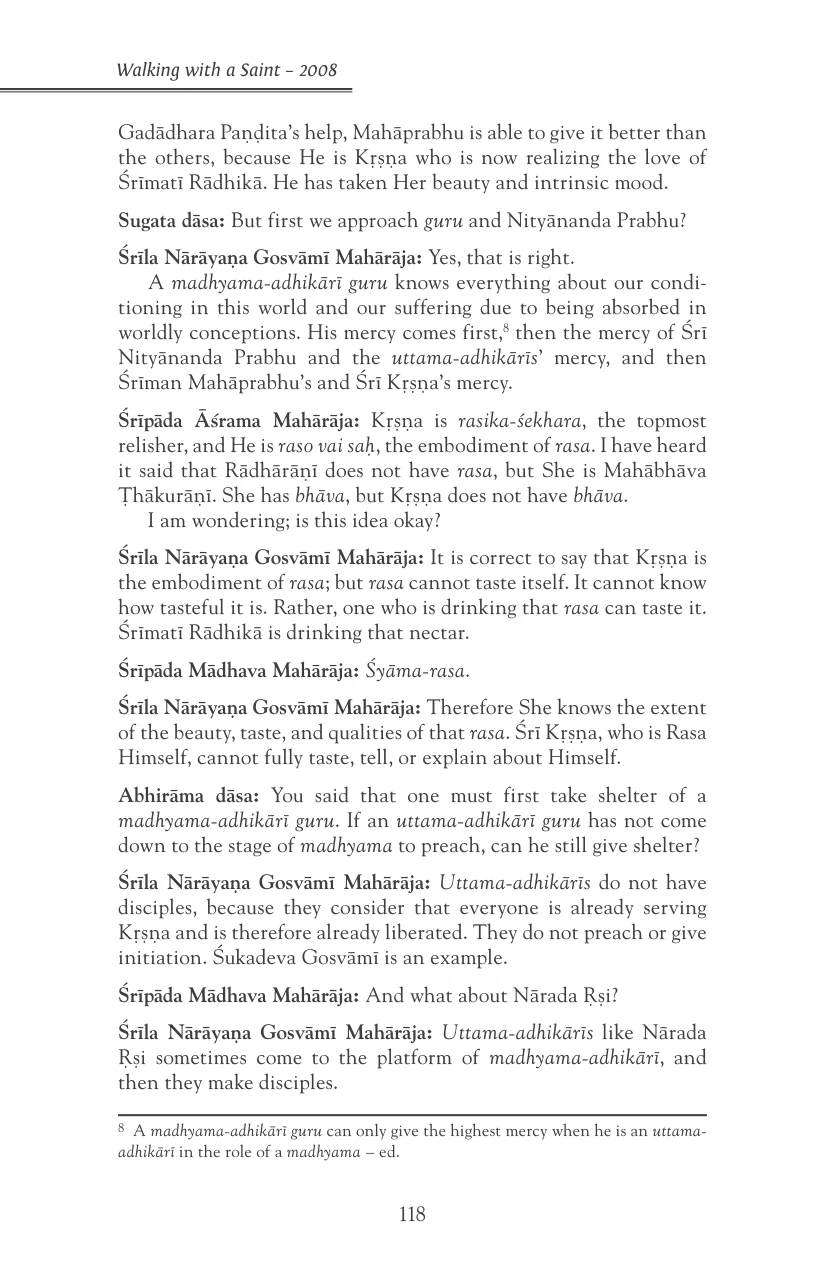 Walking with a Saint – 2008
Gadādhara Paṇḍita’s help, Mahāprabhu is able to give it better than
the others, because He is Kṛṣṇa who is now realizing the love of
Śrīmatī Rādhikā. He has taken Her beauty and intrinsic mood.
Sugata dāsa: But first we approach guru and Nityānanda Prabhu?
Śrīla Nārāyaṇa Gosvāmī Mahārāja: Yes, that is right.
A madhyama-adhikārī guru knows everything about our condi-
tioning in this world and our suffering due to being absorbed in
worldly conceptions. His mercy comes first,⁸ then the mercy of Śrī
Nityānanda Prabhu and the uttama-adhikārīs’ mercy, and then
Śrīman Mahāprabhu’s and Śrī Kṛṣṇa’s mercy.
Śrīpāda Āśrama Mahārāja: Kṛṣṇa is rasika-śekhara, the topmost
relisher, and He is raso vai saḥ, the embodiment of rasa. I have heard
it said that Rādhārāṇī does not have rasa, but She is Mahābhāva
Ṭhākurāṇī. She has bhāva, but Kṛṣṇa does not have bhāva.
I am wondering; is this idea okay?
Śrīla Nārāyaṇa Gosvāmī Mahārāja: It is correct to say that Kṛṣṇa is
the embodiment of rasa; but rasa cannot taste itself. It cannot know
how tasteful it is. Rather, one who is drinking that rasa can taste it.
Śrīmatī Rādhikā is drinking that nectar.
Śrīpāda Mādhava Mahārāja: Śyāma-rasa.
Śrīla Nārāyaṇa Gosvāmī Mahārāja: Therefore She knows the extent
of the beauty, taste, and qualities of that rasa. Śrī Kṛṣṇa, who is Rasa
Himself, cannot fully taste, tell, or explain about Himself.
Abhirāma dāsa: You said that one must first take shelter of a
madhyama-adhikārī guru. If an uttama-adhikārī guru has not come
down to the stage of madhyama to preach, can he still give shelter?
Śrīla Nārāyaṇa Gosvāmī Mahārāja: Uttama-adhikārīs do not have
disciples, because they consider that everyone is already serving
Kṛṣṇa and is therefore already liberated. They do not preach or give
initiation. Śukadeva Gosvāmī is an example.
Śrīpāda Mādhava Mahārāja: And what about Nārada Ṛṣi?
Śrīla Nārāyaṇa Gosvāmī Mahārāja: Uttama-adhikārīs like Nārada
Ṛṣi sometimes come to the platform of madhyama-adhikārī, and
then they make disciples.
⁸ A madhyama-adhikārī guru can only give the highest mercy when he is an uttama-
adhikārī in the role of a madhyama – ed.
118